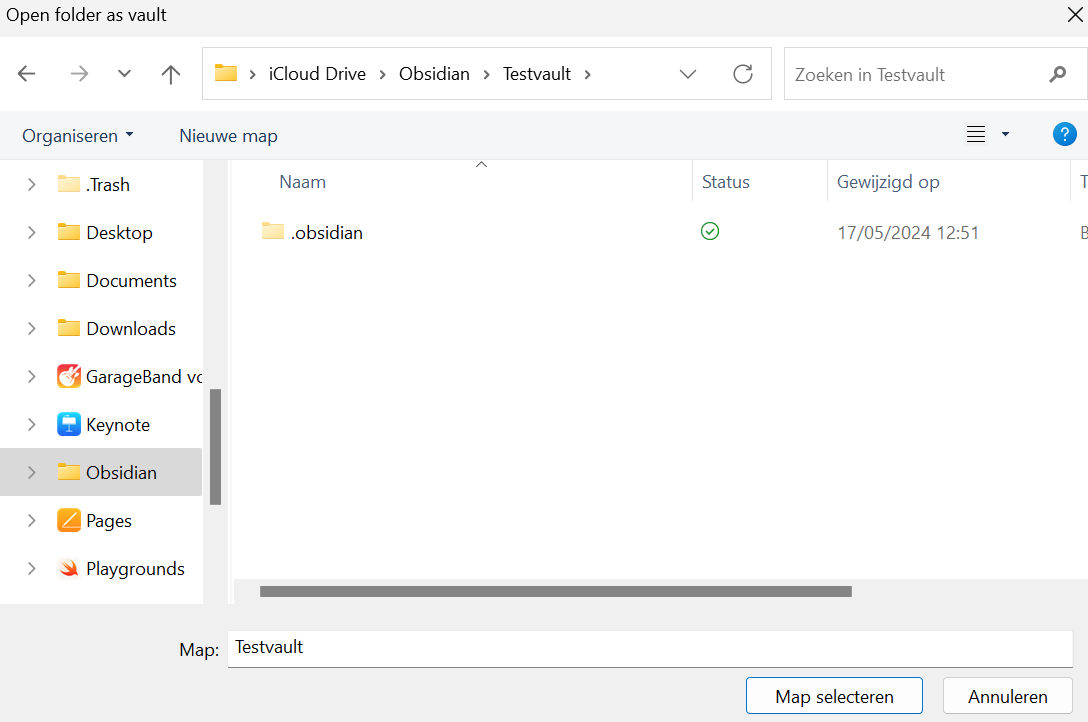 Open folder as vault
iCloud Drive Obsidian Testvault
Zoeken in Testvault
Organiseren Nieuwe map
?
Naam Status Gewijzigd op T
.Trash
.obsidian 17/05/2024 12:51 B
Desktop
Documents
Downloads
GarageBand vo
Keynote
Obsidian
Pages
Playgrounds
Map: Testvault
Map selecteren Annuleren